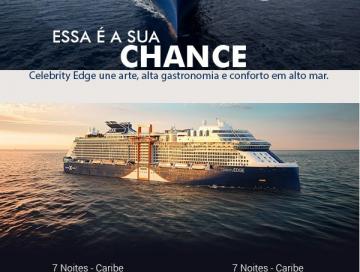 ESSA É A SUA
CHANCE
Celebrity Edge une arte, alta gastronomia e conforto em alto mar.
7 Noites - Caribe
7 Noites - Caribe